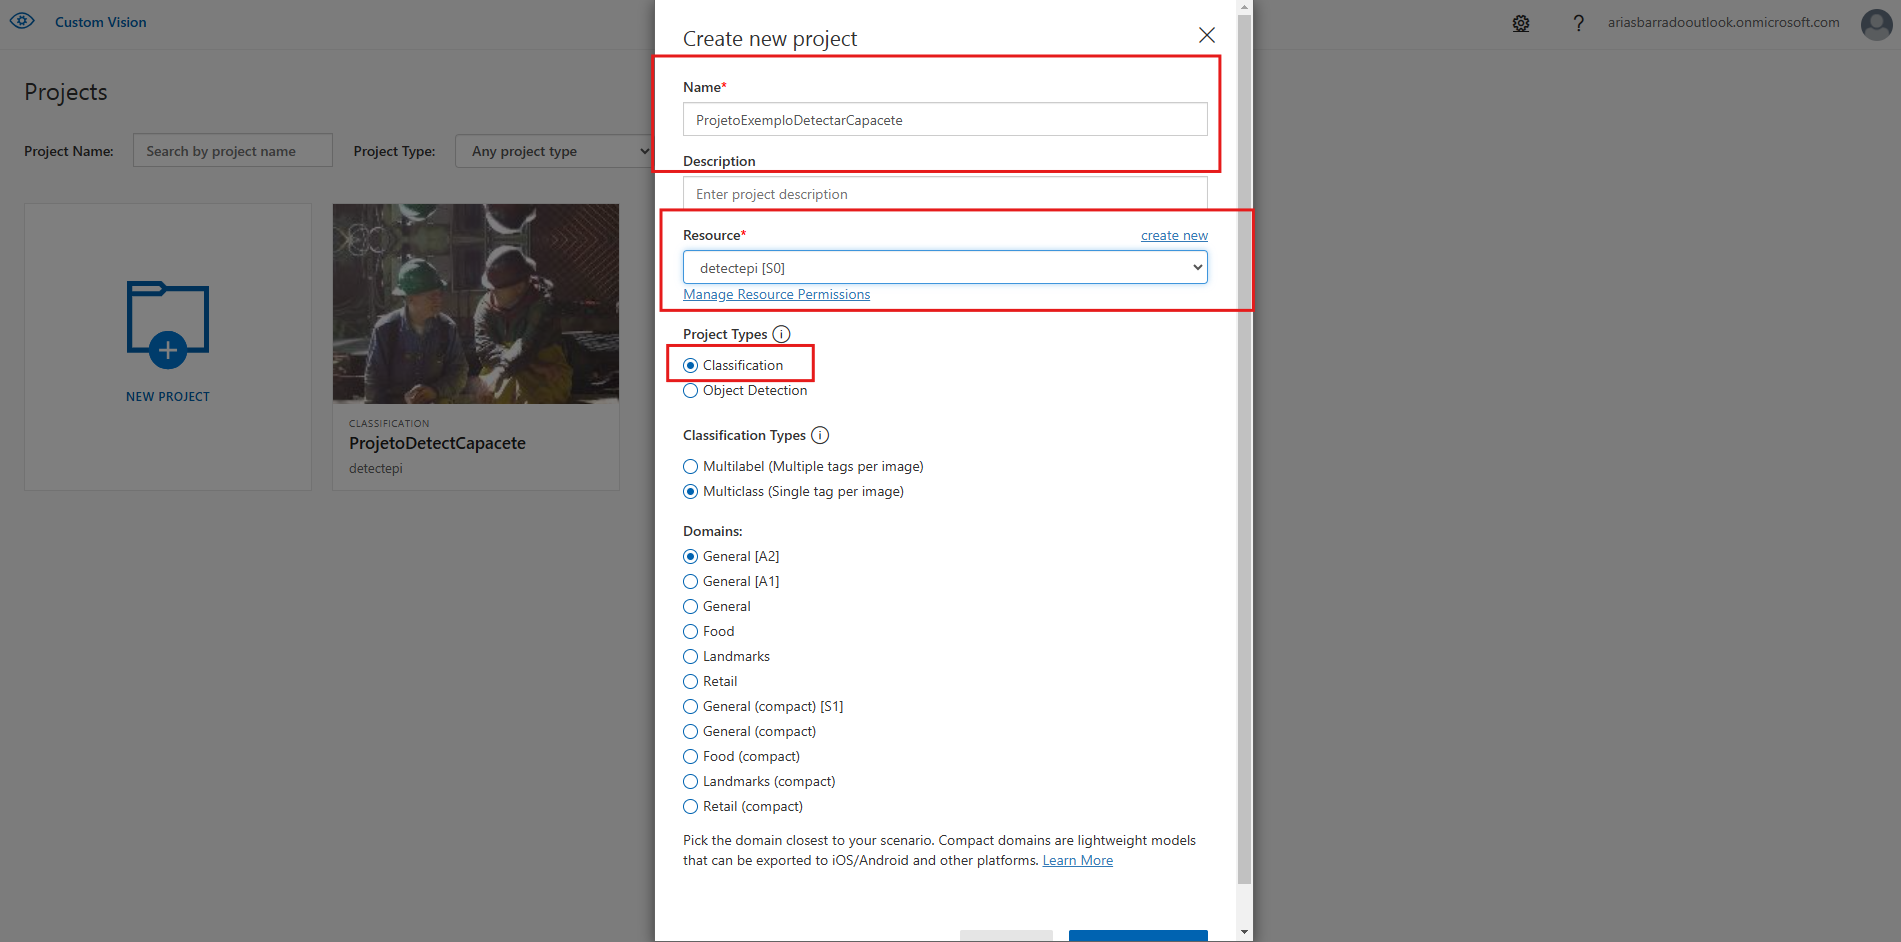 Custom Vision
ariasbarradooutlook.onmicrosoft.com
Projects
Project Name:
Search by project name
Project Type:
Any project type
NEW PROJECT
CLASSIFICATION
ProjetoDetectCapacete
detectepi
Create new project
Name*
ProjetoExemploDetectarCapacete
Description
Enter project description
Resource*
create new
detectepi [S0]
Manage Resource Permissions
Project Types
Classification
Object Detection
Classification Types
Multilabel (Multiple tags per image)
Multiclass (Single tag per image)
Domains:
General [A2]
General [A1]
General
Food
Landmarks
Retail
General (compact) [S1]
General (compact)
Food (compact)
Landmarks (compact)
Retail (compact)
Pick the domain closest to your scenario. Compact domains are lightweight models
that can be exported to iOS/Android and other platforms. Learn More